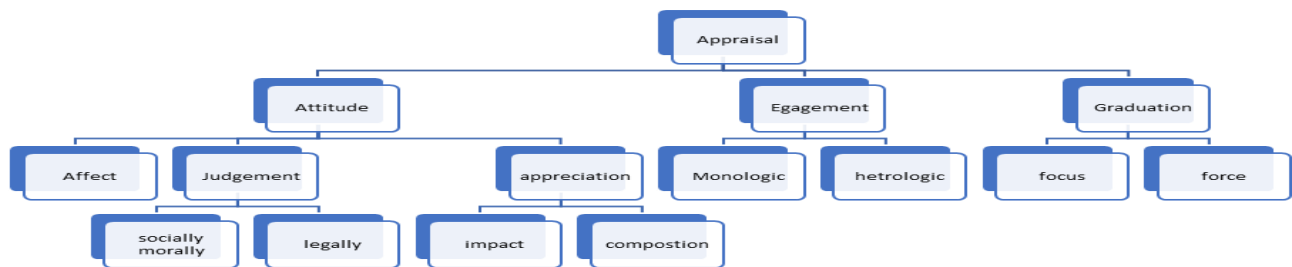 Appraisal
Attitude
Egagement
Graduation
Affect
Judgement
appreciation
Monologic
hetrologic
focus
force
socially
morally
legally
impact
compostion